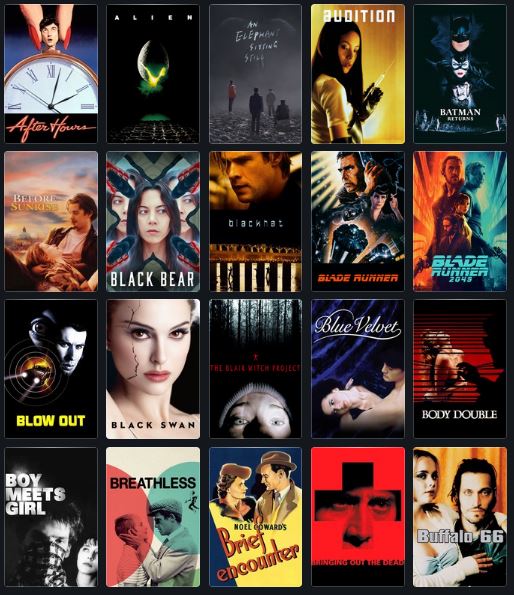 After Hours
ALIEN
AN
ELEPHANT
SITTING
STILL
AUDITION
BATMAN
RETURNS
BEFORE
SUNRISE
BLACK BEAR
blackhat
BLADE RUNNER
BLADE
RUNNER
2049
BLOW OUT
BLACK SWAN
THE BLAIR WITCH PROJECT
Blue Velvet
BODY DOUBLE
BOY
MEETS
GIRL
BREATHLESS
NOEL COWARD'S
Brief
encounter
BRINGING OUT THE DEAD
Buffalo 66